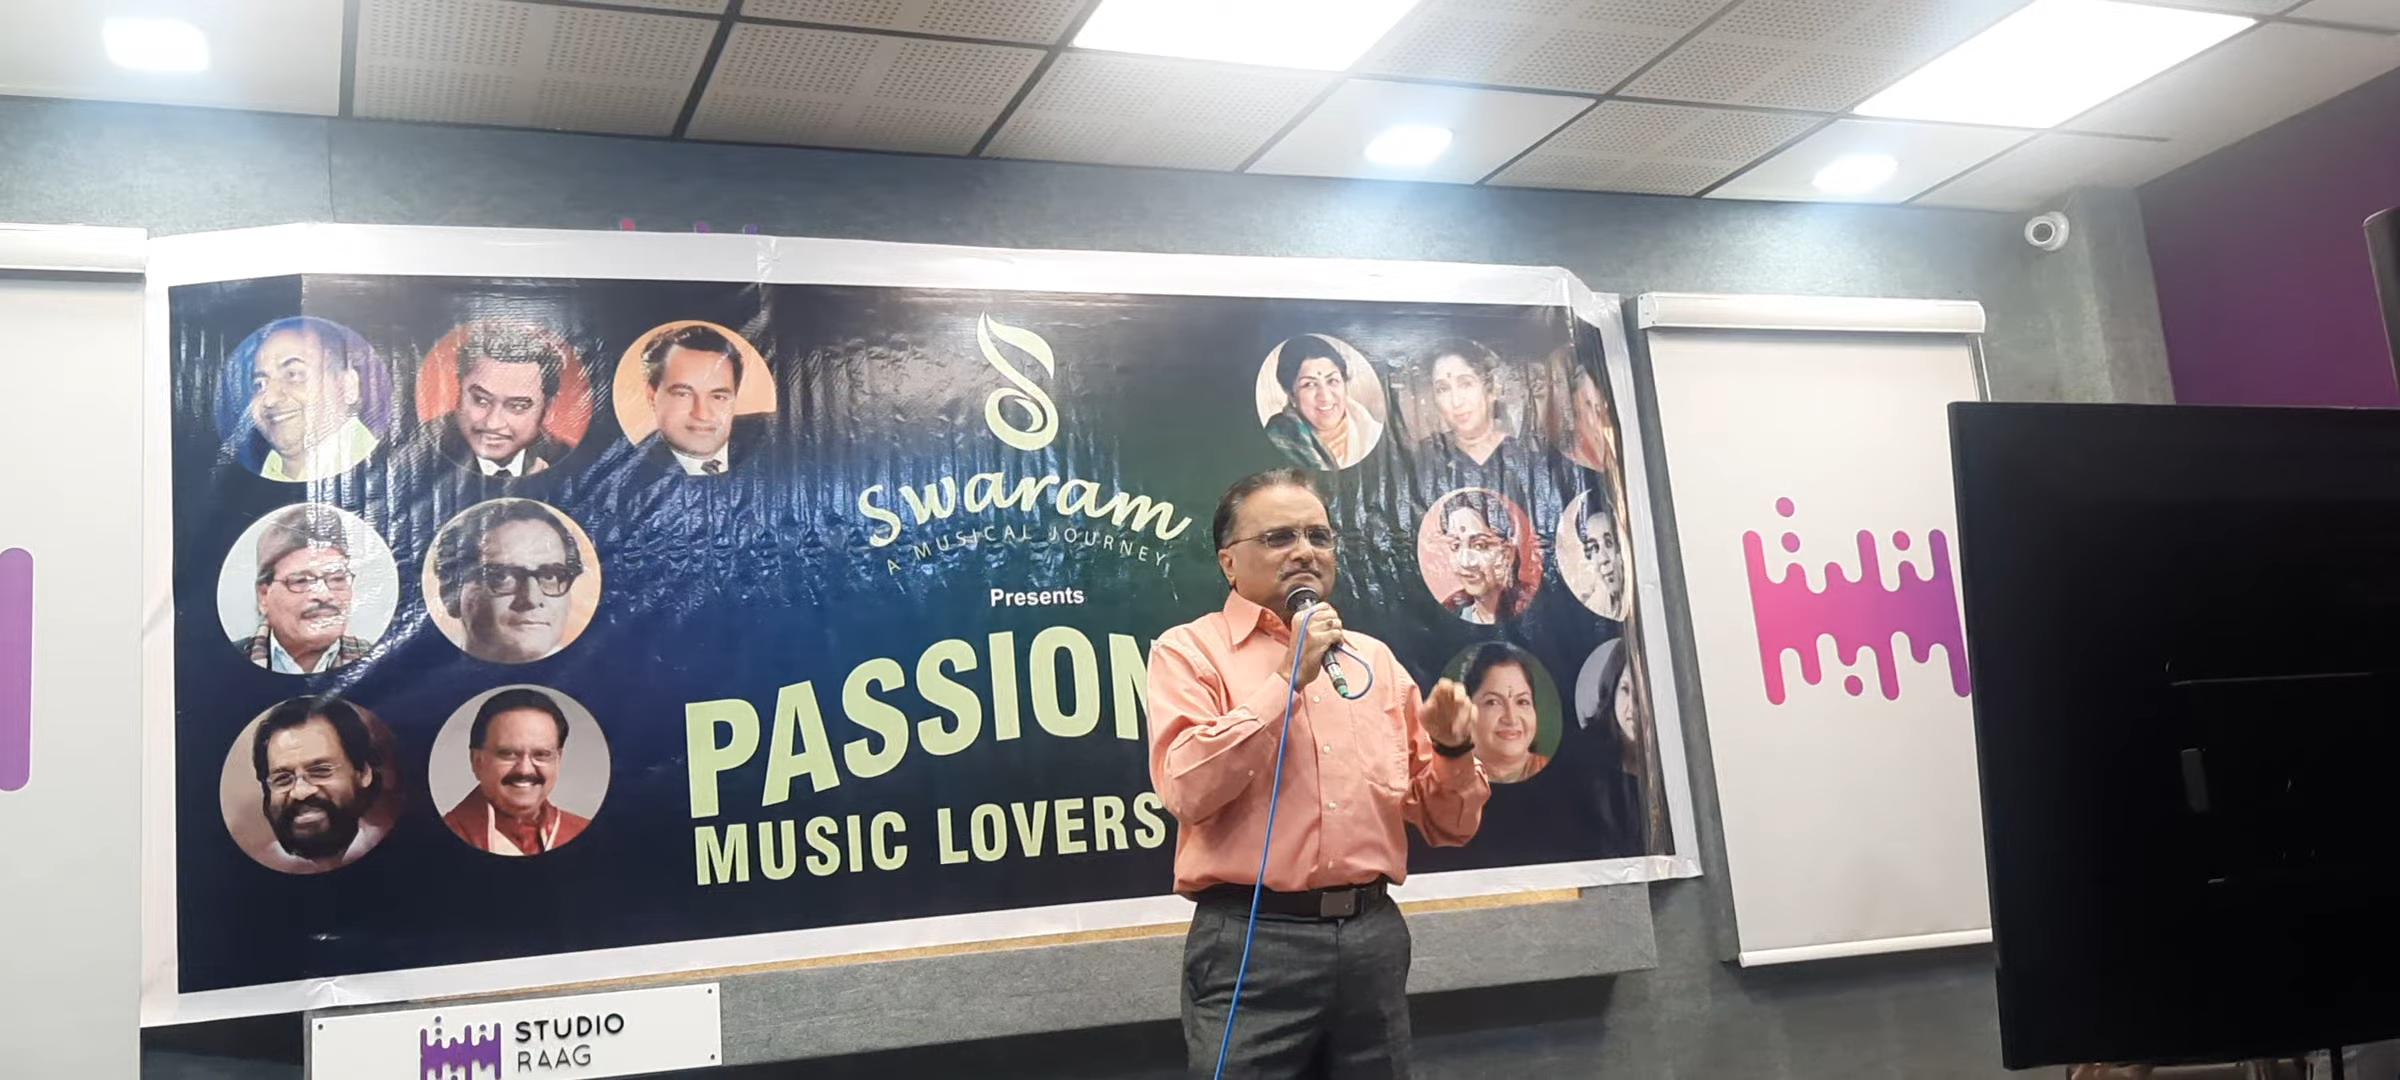 Swaram
A MUSICAL JOURNEY
Presents
PASSION
MUSIC LOVERS
STUDIO
RAAG